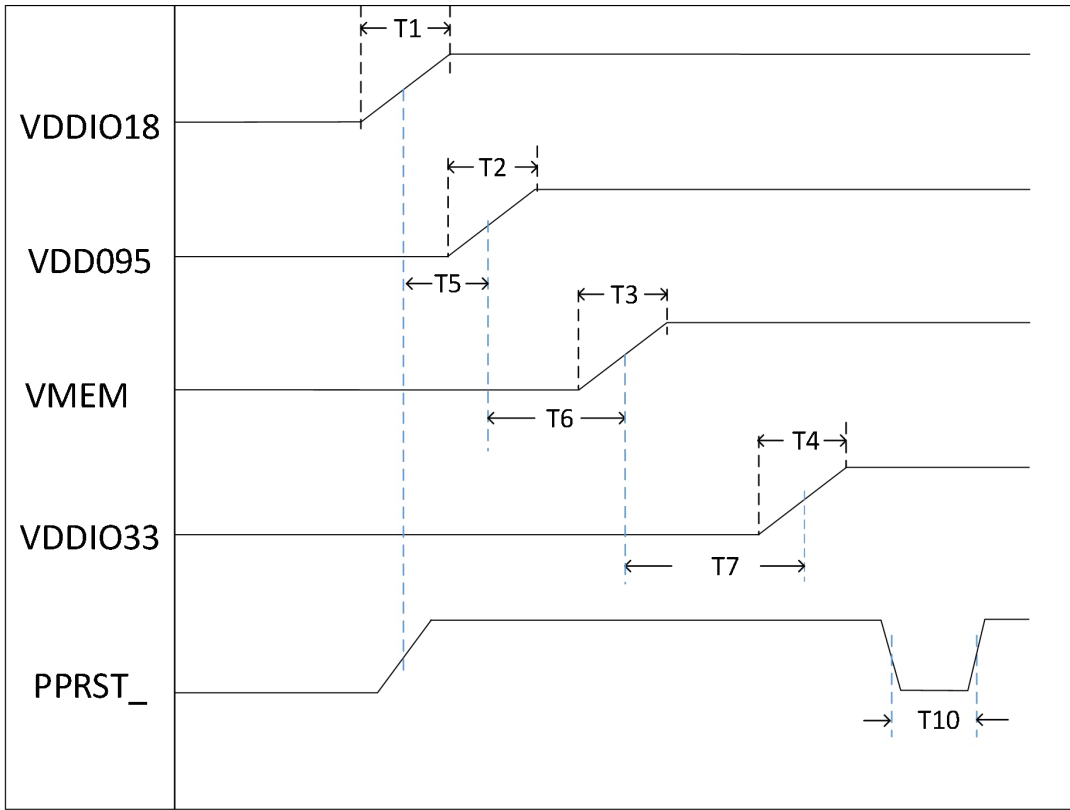 T1
VDDIO18
T2
VDD095
T5
T3
VMEM
T6
T4
VDDIO33
T7
PPRST_
T10